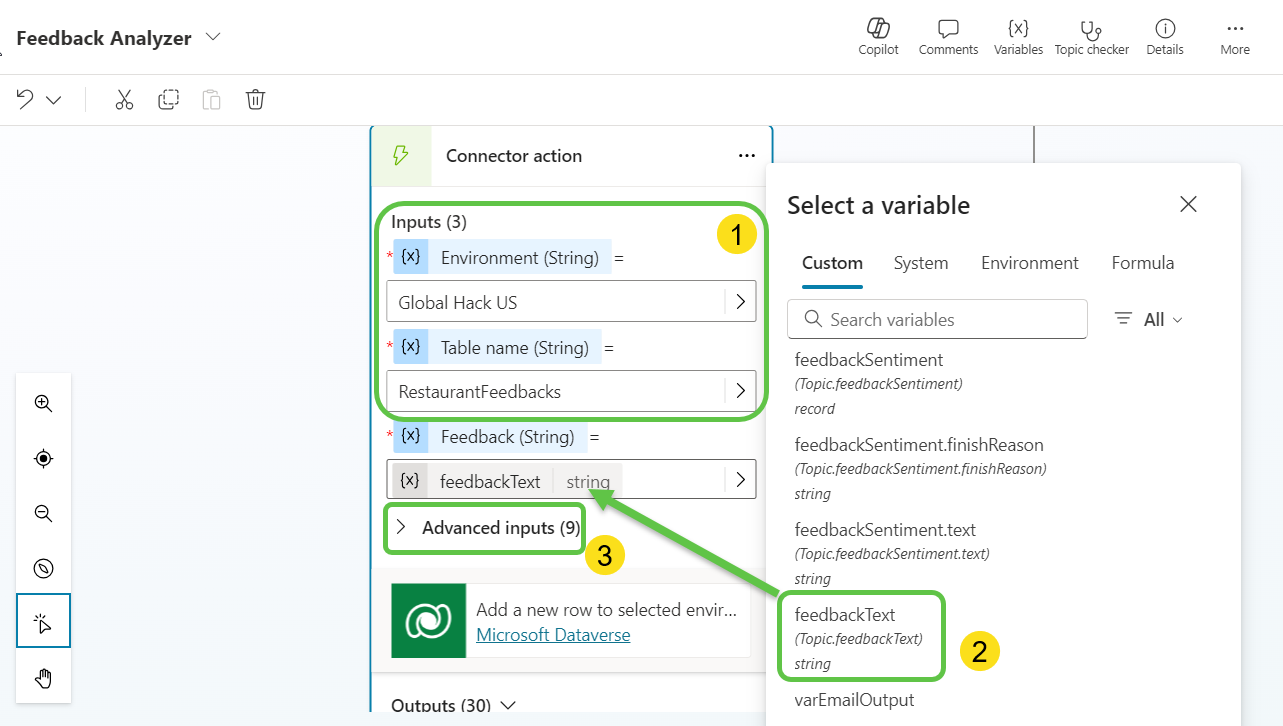 Feedback Analyzer
Copilot
Comments
{x}
Variables
Topic checker
Details
More
Connector action
Inputs (3)
1
* {x} Environment (String) =
Global Hack US
* {x} Table name (String) =
RestaurantFeedbacks
* {x} Feedback (String) =
{x} feedbackText string
Advanced inputs (9)
3
Add a new row to selected envir...
Microsoft Dataverse
Outputs (30)
Select a variable
Custom
System
Environment
Formula
Search variables
All
feedbackSentiment
(Topic.feedbackSentiment)
record
feedbackSentiment.finishReason
(Topic.feedbackSentiment.finishReason)
string
feedbackSentiment.text
(Topic.feedbackSentiment.text)
string
feedbackText
(Topic.feedbackText)
string
2
varEmailOutput